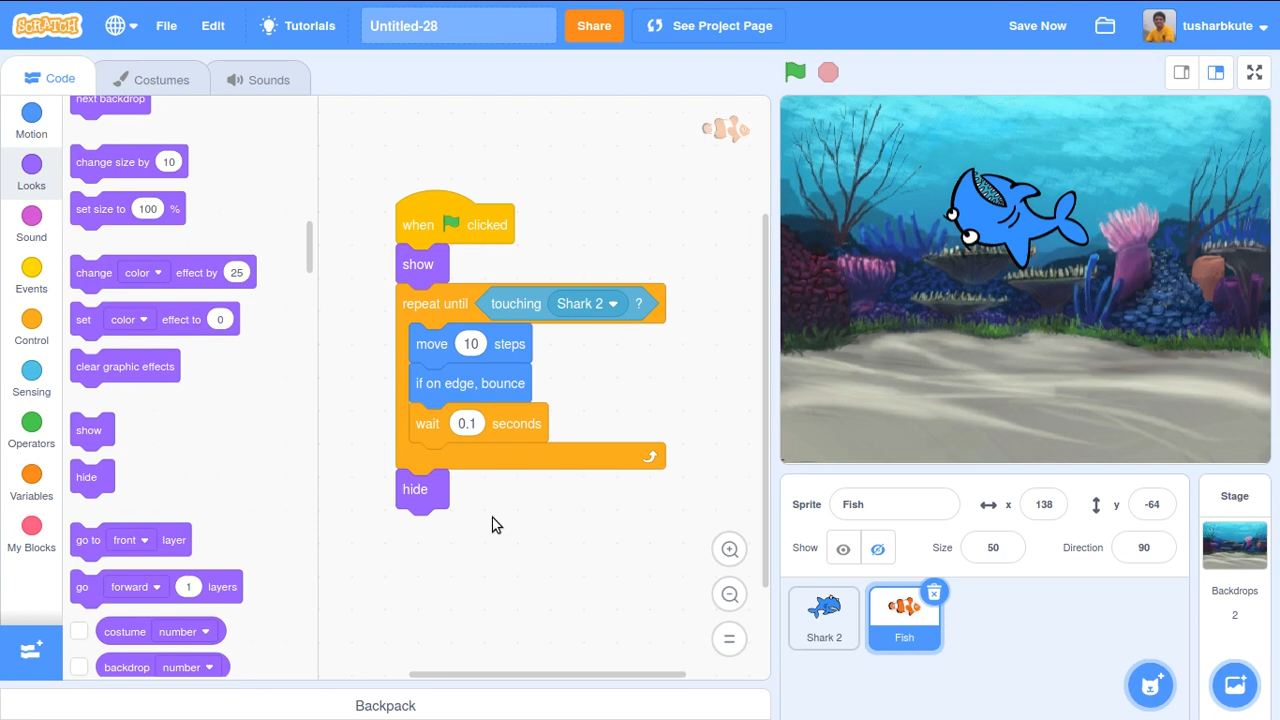 SCRATCH File Edit Tutorials Untitled-28 Share See Project Page Save Now tusharbkute
Code Costumes Sounds
Motion
Looks
Sound
Events
Control
Sensing
Operators
Variables
My Blocks
next backdrop
change size by 10
set size to 100 %
change color effect by 25
set color effect to 0
clear graphic effects
show
hide
go to front layer
go forward 1 layers
costume number
backdrop number
when clicked
show
repeat until touching Shark 2 ?
move 10 steps
if on edge, bounce
wait 0.1 seconds
hide
Backpack
Sprite Fish x 138 y -64
Show Size 50 Direction 90
Shark 2 Fish
Stage
Backdrops
2